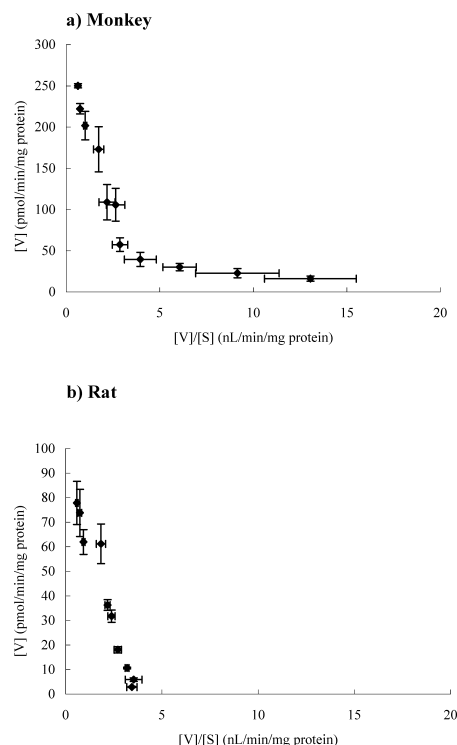 a) Monkey
300
250
200
150
100
50
0
0 5 10 15 20
[V] (pmol/min/mg protein)
[V]/[S] (nL/min/mg protein)
b) Rat
100
90
80
70
60
50
40
30
20
10
0
0 5 10 15 20
[V] (pmol/min/mg protein)
[V]/[S] (nL/min/mg protein)